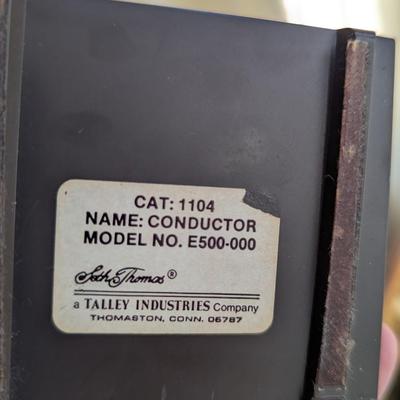 CAT: 1104
NAME: CONDUCTOR
MODEL NO. E500-000
Seth Thomas®
a TALLEY INDUSTRIES Company
THOMASTON, CONN. 06787